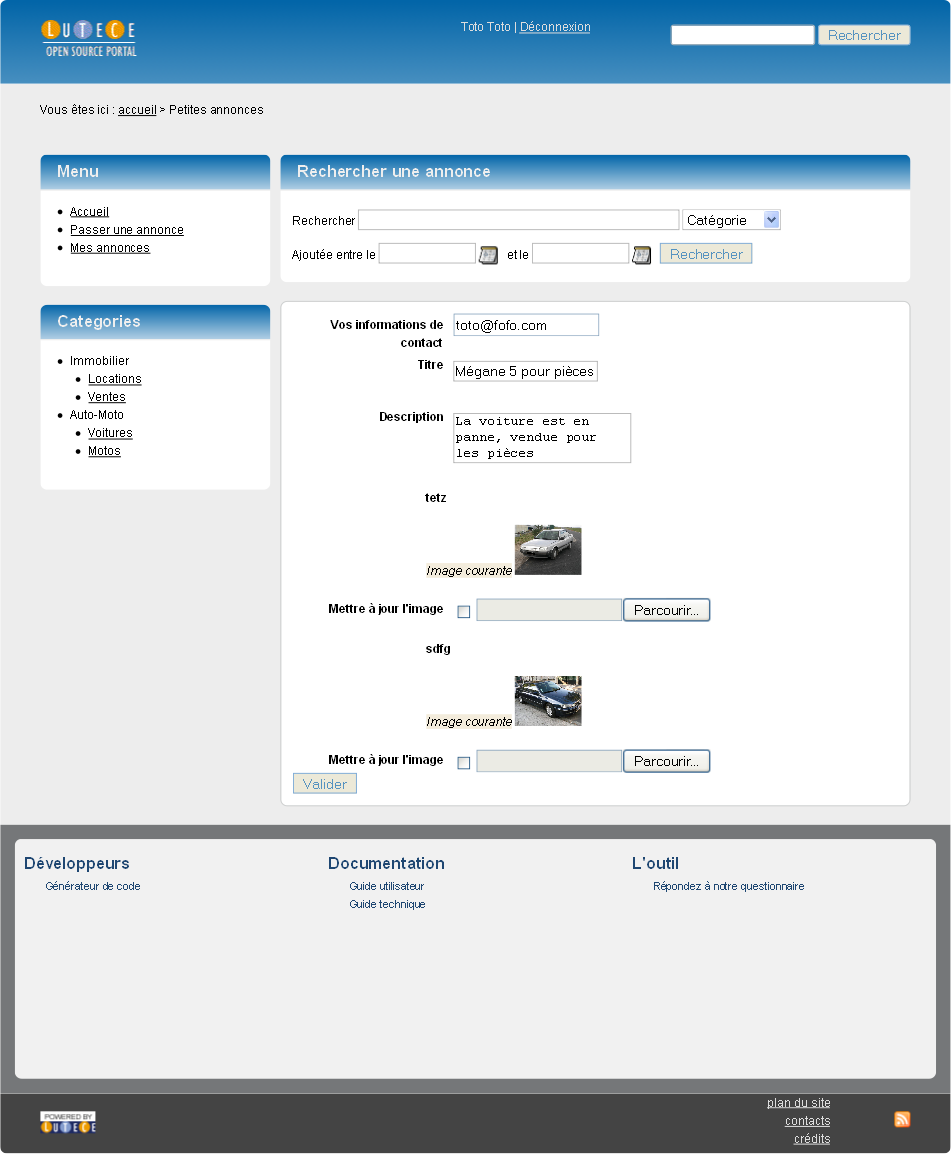 LUTECE
OPEN SOURCE PORTAL
Toto Toto | Déconnexion
Rechercher
Vous êtes ici : accueil > Petites annonces
Menu
Accueil
Passer une annonce
Mes annonces
Rechercher une annonce
Rechercher Catégorie
Ajoutée entre le et le Rechercher
Categories
Immobilier
Locations
Ventes
Auto-Moto
Voitures
Motos
Vos informations de
contact
toto@fofo.com
Titre Mégane 5 pour pièces
Description
La voiture est en
panne, vendue pour
les pièces
tetz
Image courante
Mettre à jour l'image Parcourir...
sdfg
Image courante
Mettre à jour l'image Parcourir...
Valider
Développeurs
Générateur de code
Documentation
Guide utilisateur
Guide technique
L'outil
Répondez à notre questionnaire
POWERED BY
LUTECE
plan du site
contacts
crédits